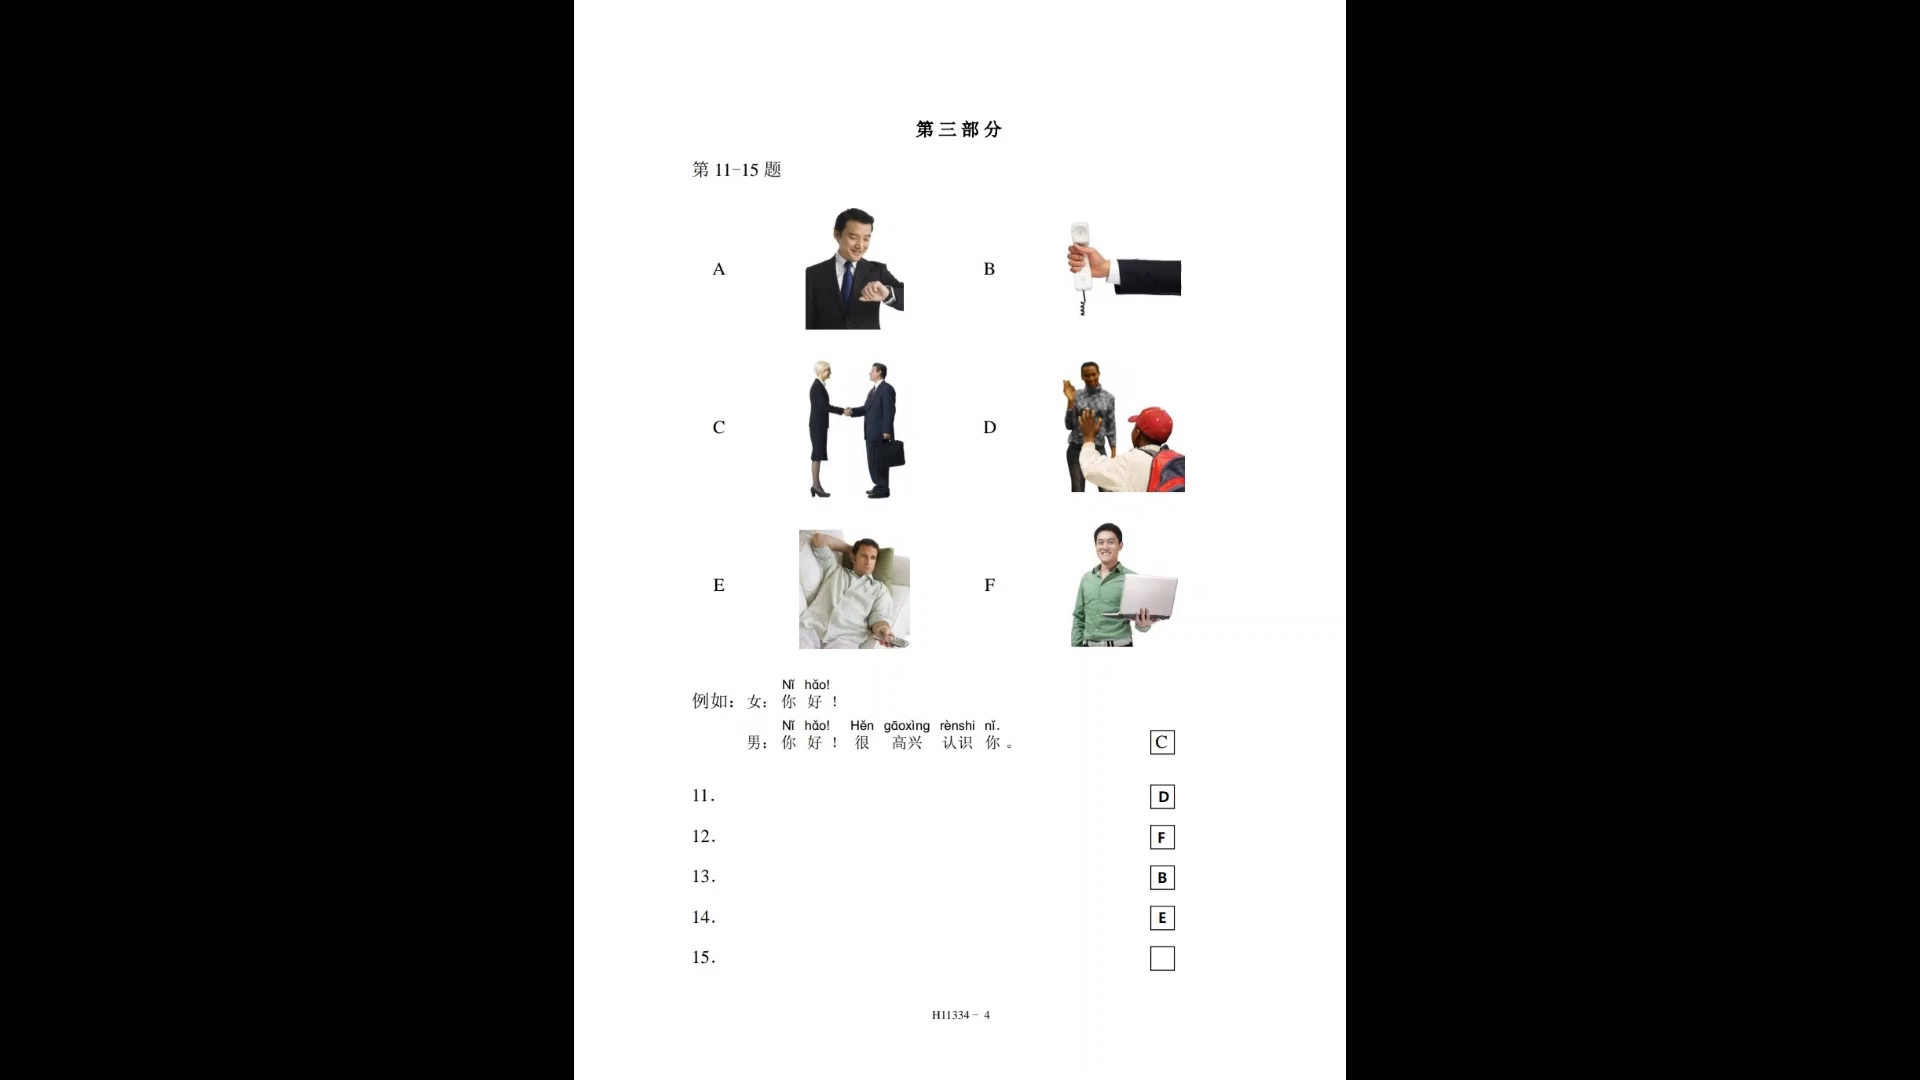 第三部分
第 11-15 题
A
B
C
D
E
F
Nǐ hǎo!
例如：女：你 好 ！
Nǐ hǎo! Hěn gāoxìng rènshi nǐ.
男：你 好 ！ 很 高兴 认识 你 。 C
11. D
12. F
13. B
14. E
15.
H11334 - 4